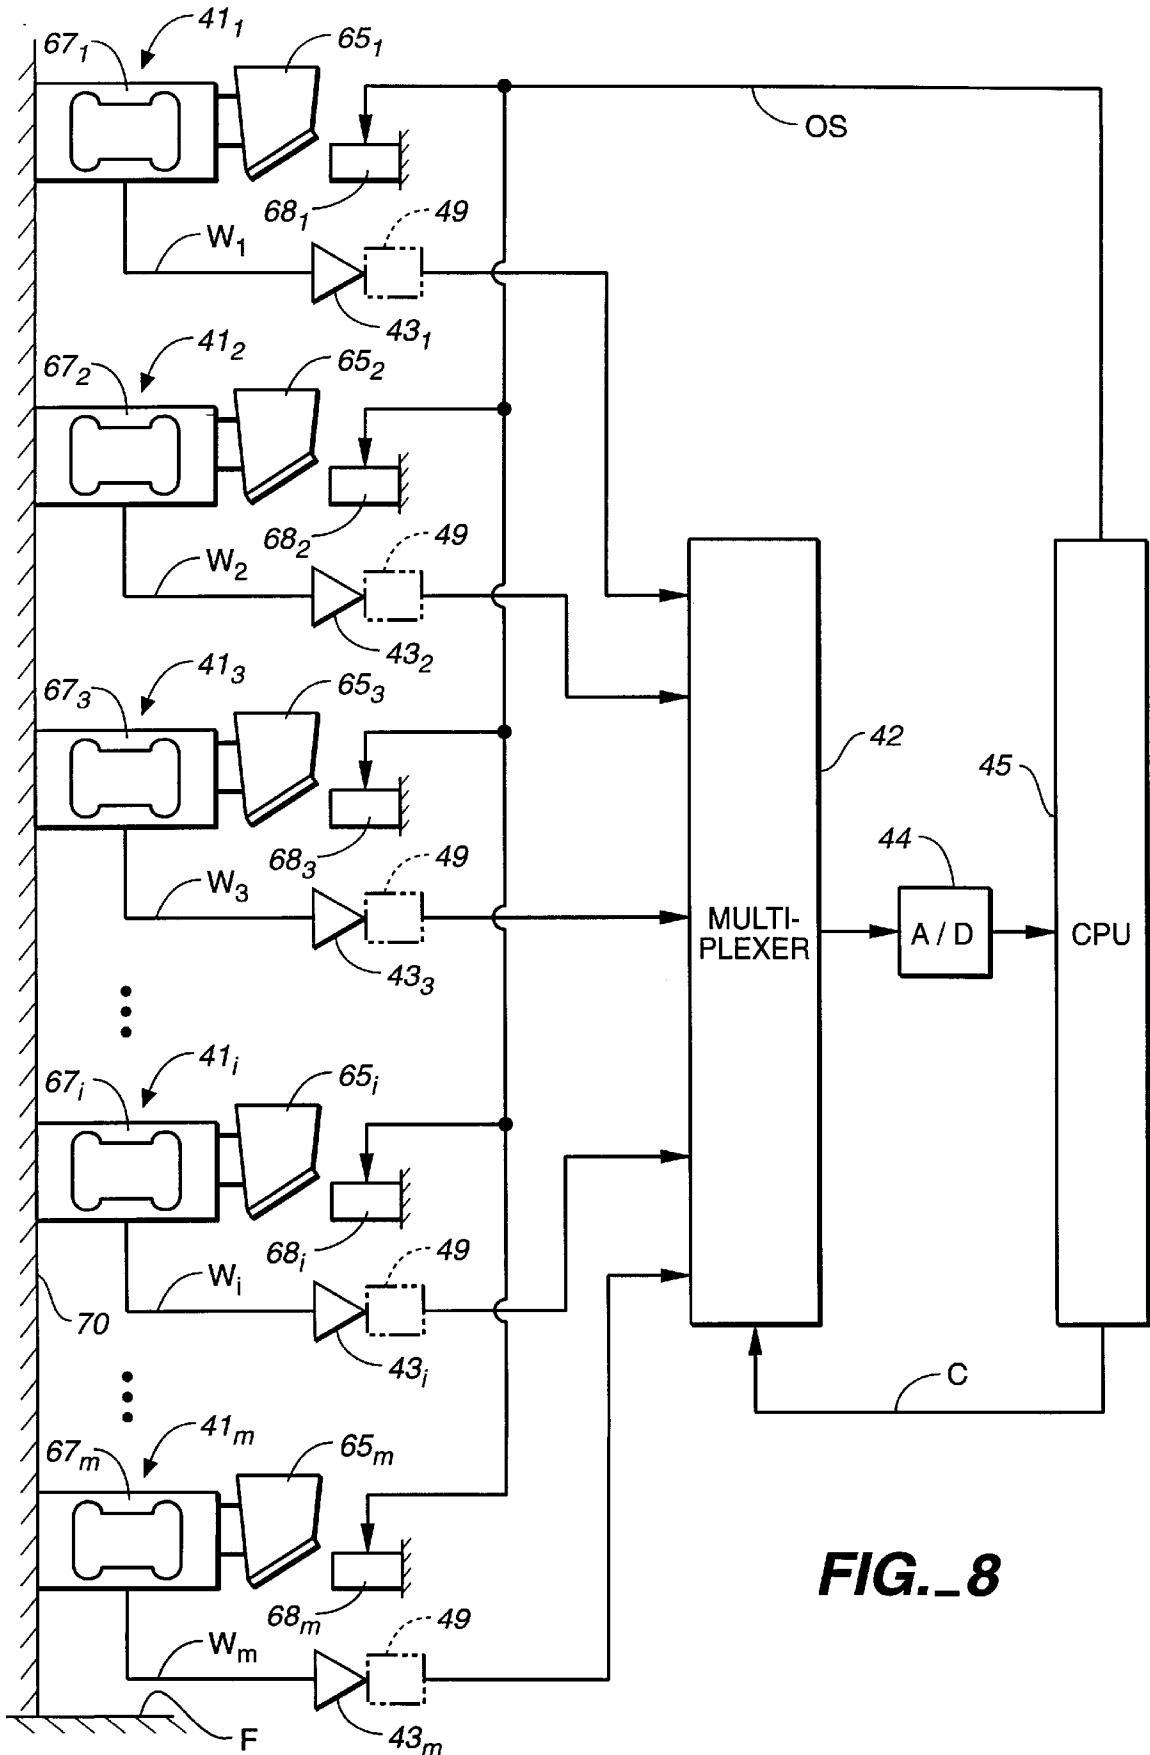 67₁ 41₁ 65₁
OS
68₁ 49
W₁
43₁
67₂ 41₂ 65₂
68₂ 49
W₂
43₂
67₃ 41₃ 65₃
42
45
68₃ 49 44
W₃
MULTI-
PLEXER
A / D
CPU
43₃
67ᵢ 41ᵢ 65ᵢ
68ᵢ 49
Wᵢ
70
43ᵢ
C
67ₘ 41ₘ 65ₘ
FIG._8
68ₘ 49
Wₘ
F
43ₘ